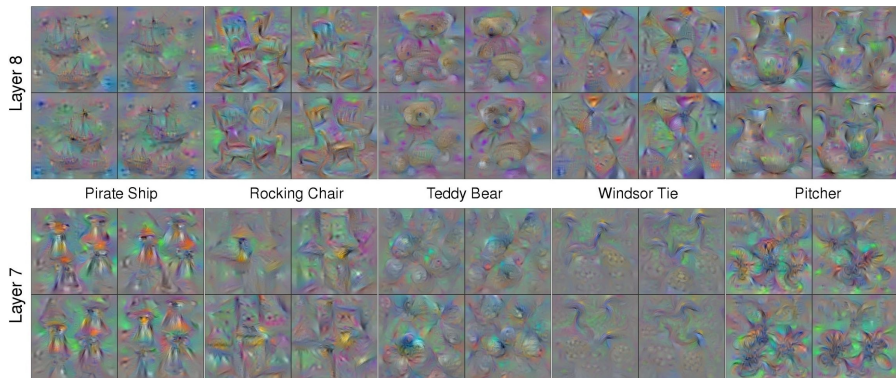 Layer 8
Pirate Ship
Rocking Chair
Teddy Bear
Windsor Tie
Pitcher
Layer 7